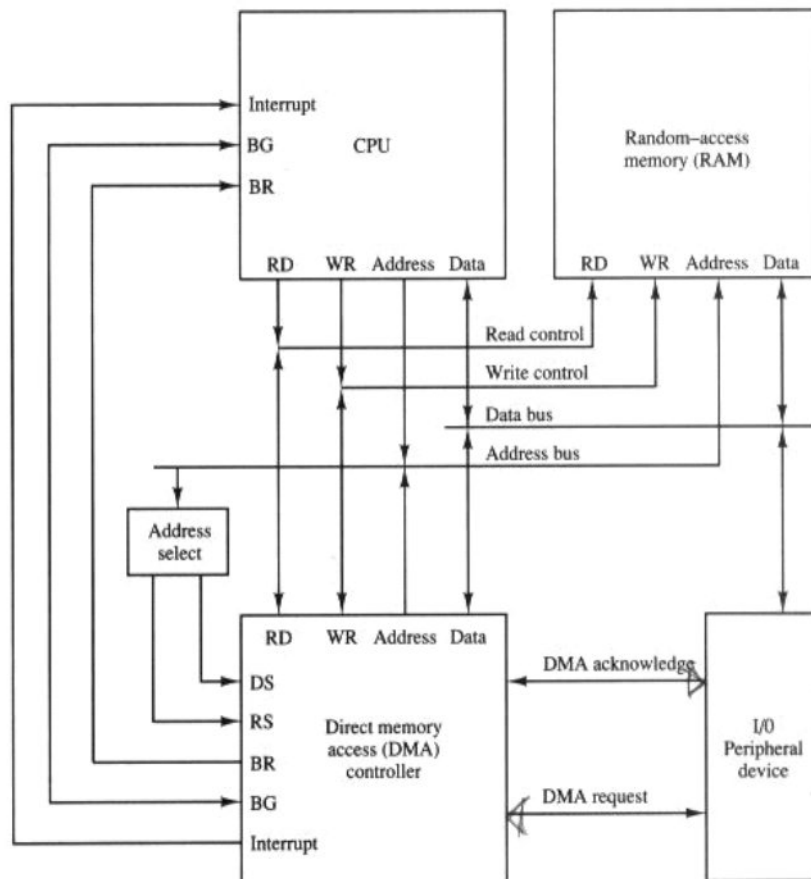 Interrupt
BG
CPU
BR
RD WR Address Data
Random-access
memory (RAM)
RD WR Address Data
Read control
Write control
Data bus
Address bus
Address
select
RD WR Address Data
DS
RS
BR
BG
Interrupt
Direct memory
access (DMA)
controller
DMA acknowledge
DMA request
I/0
Peripheral
device